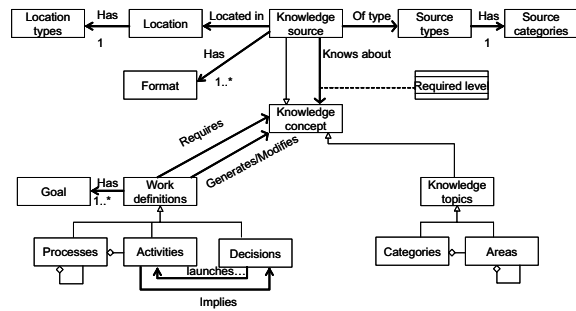 Location types
Has
1
Location
Located in
Knowledge source
Of type
Source types
Has
1
Source categories
Has
1..*
Format
Knows about
Required level
Knowledge concept
Requires
Generates/Modifies
Goal
Has
1..*
Work definitions
Knowledge topics
Processes
Activities
Decisions
launches…
Implies
Categories
Areas